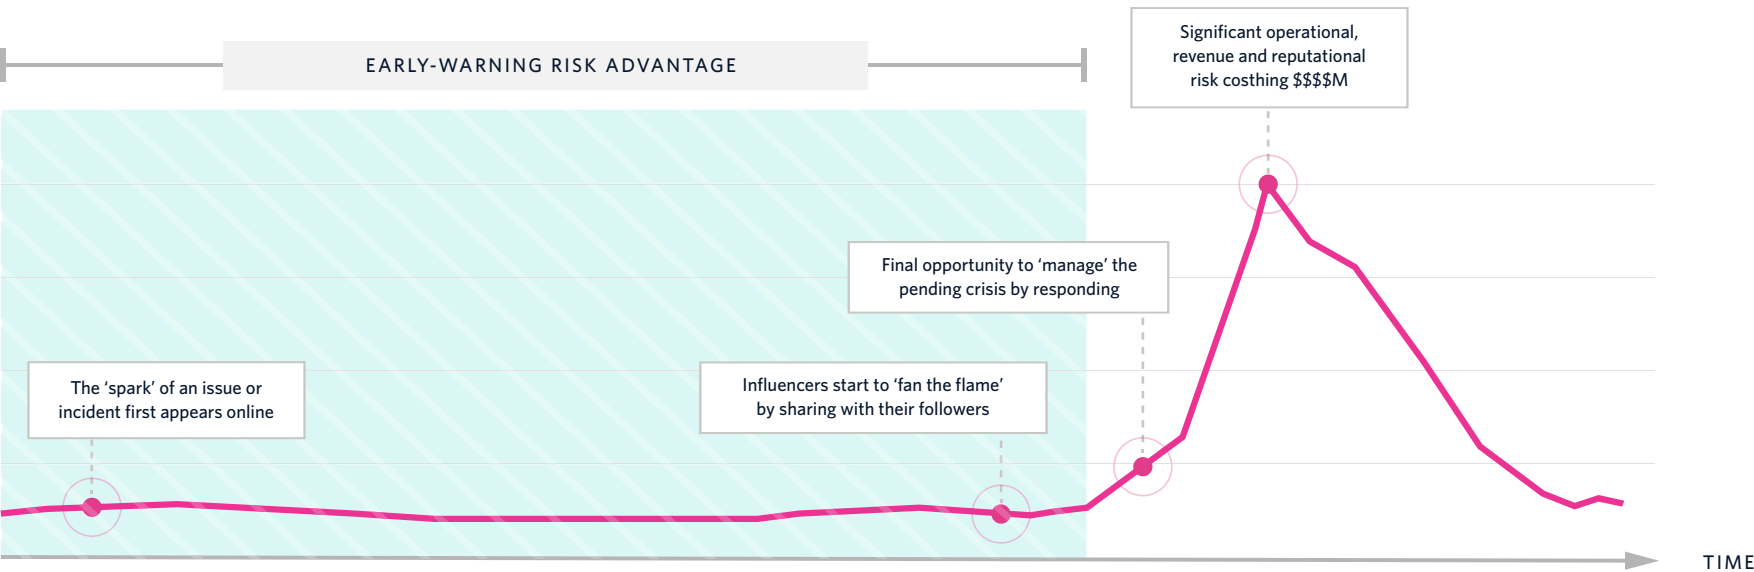 EARLY-WARNING RISK ADVANTAGE
Significant operational,
revenue and reputational
risk costhing $$$$M
Final opportunity to ‘manage’ the
pending crisis by responding
The ‘spark’ of an issue or
incident first appears online
Influencers start to ‘fan the flame’
by sharing with their followers
TIME